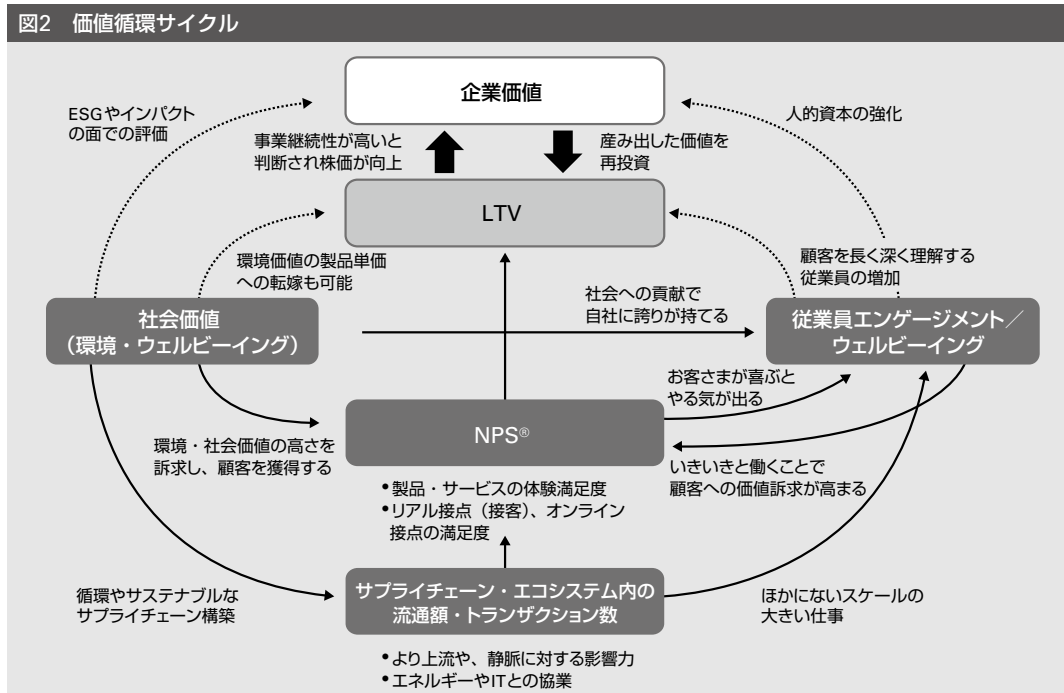 図2 価値循環サイクル
企業価値
ESGやインパクト
の面での評価
人的資本の強化
事業継続性が高いと
判断され株価が向上
産み出した価値を
再投資
LTV
環境価値の製品単価
への転嫁も可能
顧客を長く深く理解する
従業員の増加
社会への貢献で
自社に誇りが持てる
社会価値
（環境・ウェルビーイング）
従業員エンゲージメント／
ウェルビーイング
お客さまが喜ぶと
やる気が出る
NPS®
環境・社会価値の高さを
訴求し、顧客を獲得する
いきいきと働くことで
顧客への価値訴求が高まる
•製品・サービスの体験満足度
•リアル接点（接客）、オンライン
接点の満足度
循環やサステナブルな
サプライチェーン構築
サプライチェーン・エコシステム内の
流通額・トランザクション数
ほかにないスケールの
大きい仕事
•より上流や、静脈に対する影響力
•エネルギーやITとの協業